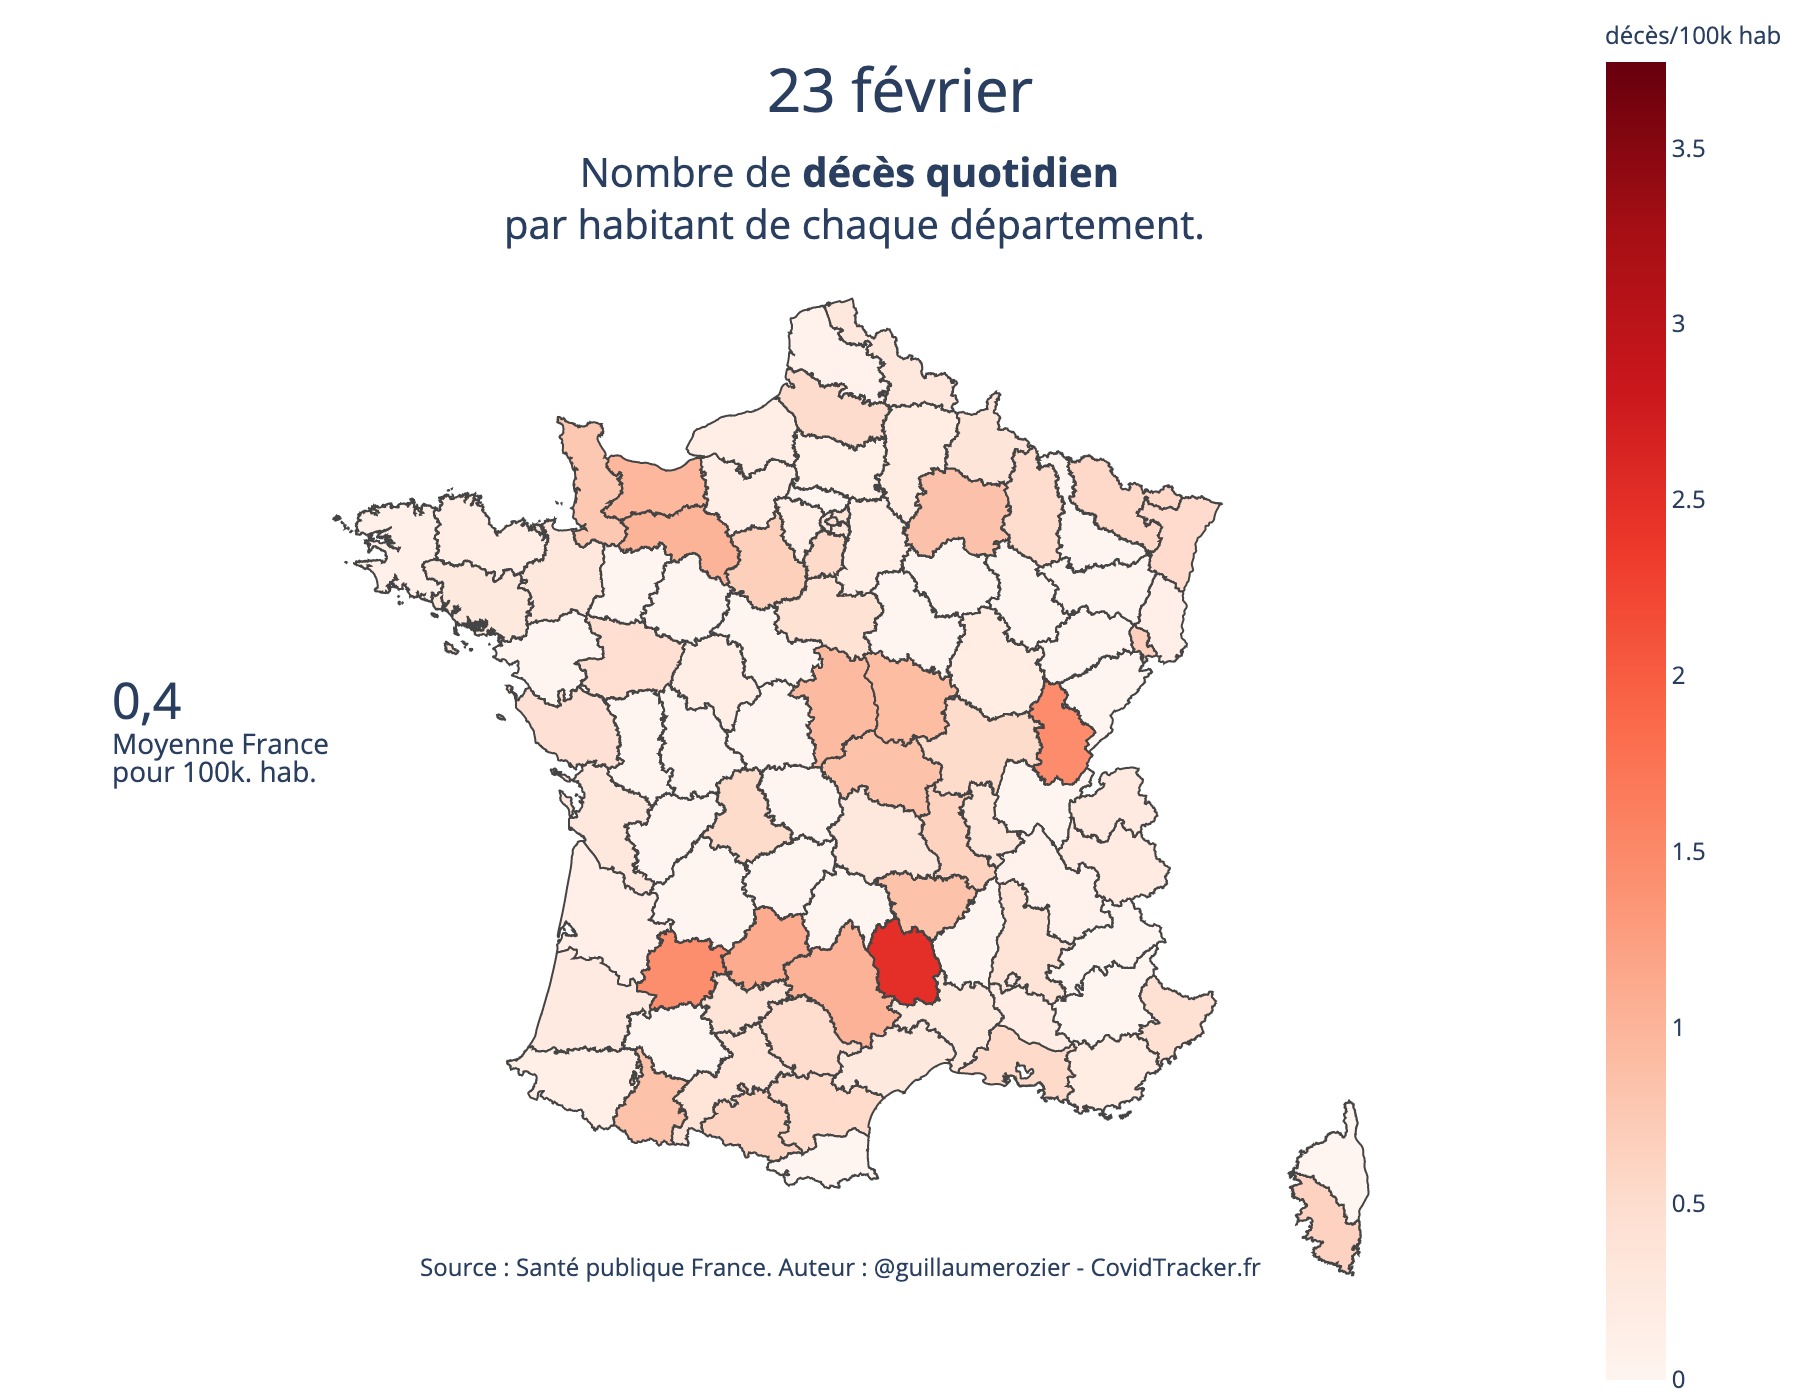 décès/100k hab
23 février
Nombre de décès quotidien
par habitant de chaque département.
3.5
3
2.5
2
1.5
1
0.5
0
0,4
Moyenne France
pour 100k. hab.
Source : Santé publique France. Auteur : @guillaumerozier - CovidTracker.fr